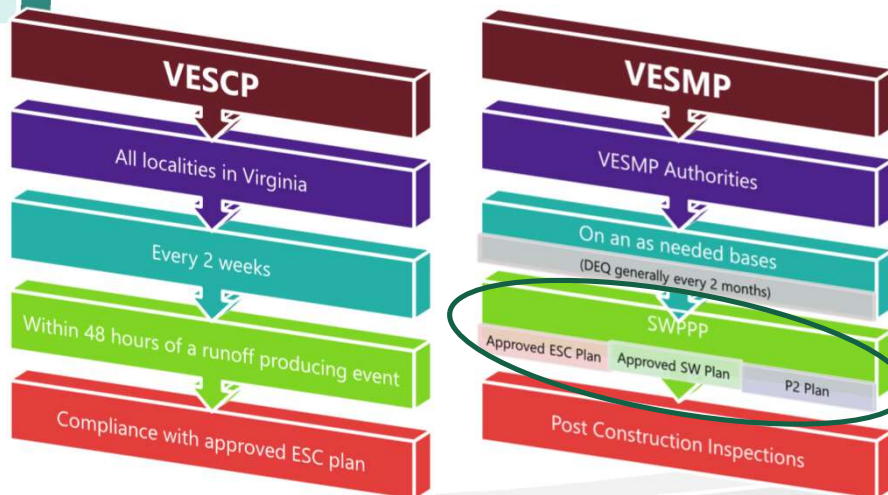 VESCP
All localities in Virginia
Every 2 weeks
Within 48 hours of a runoff producing event
Compliance with approved ESC plan
VESMP
VESMP Authorities
On an as needed bases
(DEQ generally every 2 months)
SWPPP
Approved ESC Plan
Approved SW Plan
P2 Plan
Post Construction Inspections